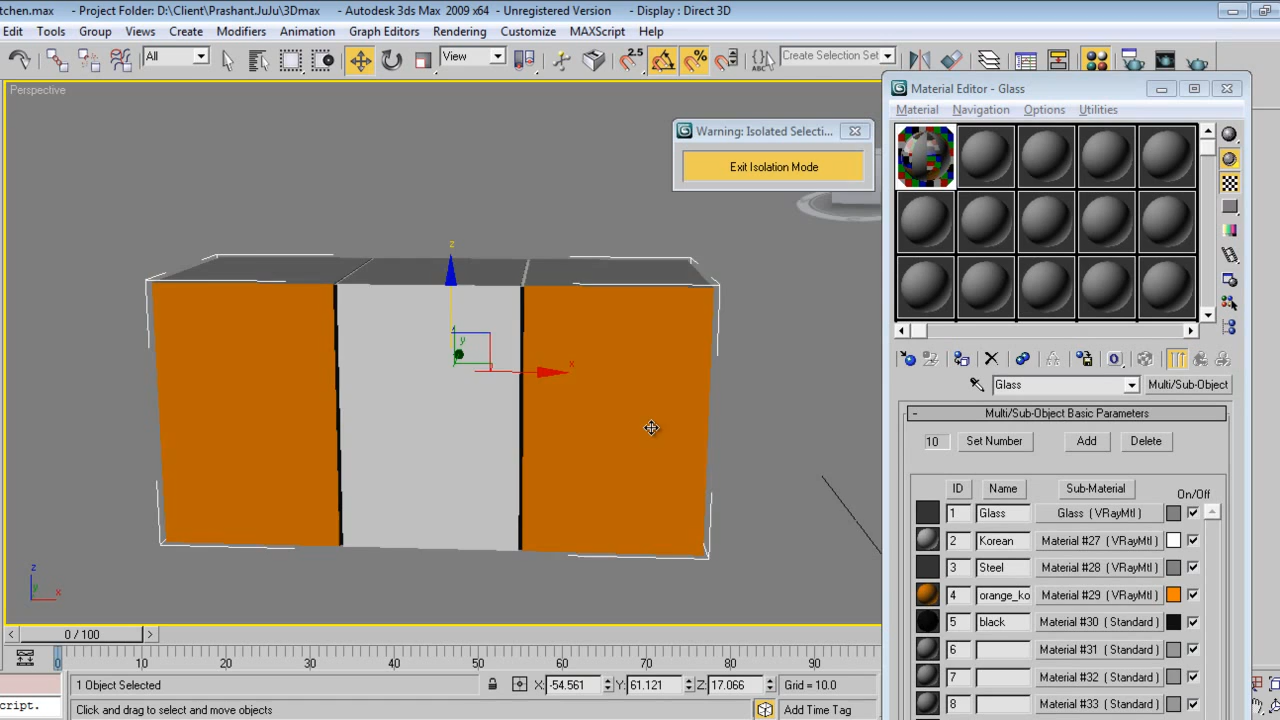 tchen.max - Project Folder: D:\Client\Prashant.JuJu\3Dmax - Autodesk 3ds Max 2009 x64 - Unregistered Version - Display : Direct 3D
Edit Tools Group Views Create Modifiers Animation Graph Editors Rendering Customize MAXScript Help
All View 2.5 ABC Create Selection Set
Perspective
Warning: Isolated Selecti...
Exit Isolation Mode
z
y
x
z
y
x
Material Editor - Glass
Material Navigation Options Utilities
Glass Multi/Sub-Object
- Multi/Sub-Object Basic Parameters
10 Set Number Add Delete
ID Name Sub-Material On/Off
1 Glass Glass ( VRayMtl )
2 Korean Material #27 ( VRayMtl )
3 Steel Material #28 ( VRayMtl )
4 orange_ko Material #29 ( VRayMtl )
5 black Material #30 ( Standard )
6 Material #31 ( Standard )
7 Material #32 ( Standard )
8 Material #33 ( Standard )
< 0 / 100 >
0 10 20 30 40 50 60 70 80 90
1 Object Selected X: -54.561 Y: 61.121 Z: 17.066 Grid = 10.0
cript. Click and drag to select and move objects Add Time Tag